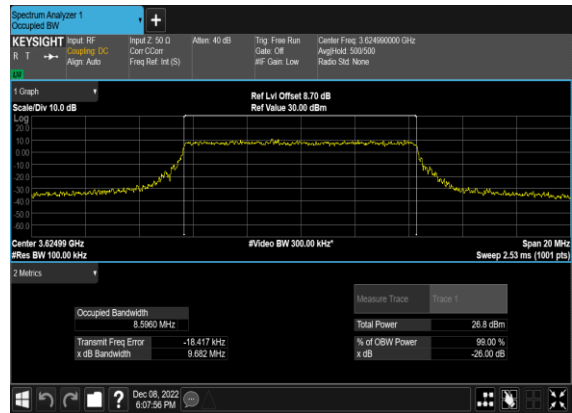 Spectrum Analyzer 1
Occupied BW
KEYSIGHT
R T
Input: RF
Coupling: DC
Align: Auto
Input Z: 50 Ω
Corr CCorr
Freq Ref: Int (S)
Atten: 40 dB
Trig: Free Run
Gate: Off
#IF Gain: Low
Center Freq: 3.624990000 GHz
Avg|Hold: 500/500
Radio Std: None
1 Graph
Scale/Div 10.0 dB
Ref Lvl Offset 8.70 dB
Ref Value 30.00 dBm
Log
20.0
10.0
0.00
-10.0
-20.0
-30.0
-40.0
-50.0
-60.0
Center 3.62499 GHz
#Video BW 300.00 kHz*
Span 20 MHz
#Res BW 100.00 kHz
Sweep 2.53 ms (1001 pts)
2 Metrics
Measure Trace Trace 1
Occupied Bandwidth
8.5960 MHz
Total Power 26.8 dBm
Transmit Freq Error -18.417 kHz
% of OBW Power 99.00 %
x dB Bandwidth 9.682 MHz
x dB -26.00 dB
?
Dec 08, 2022
6:07:56 PM